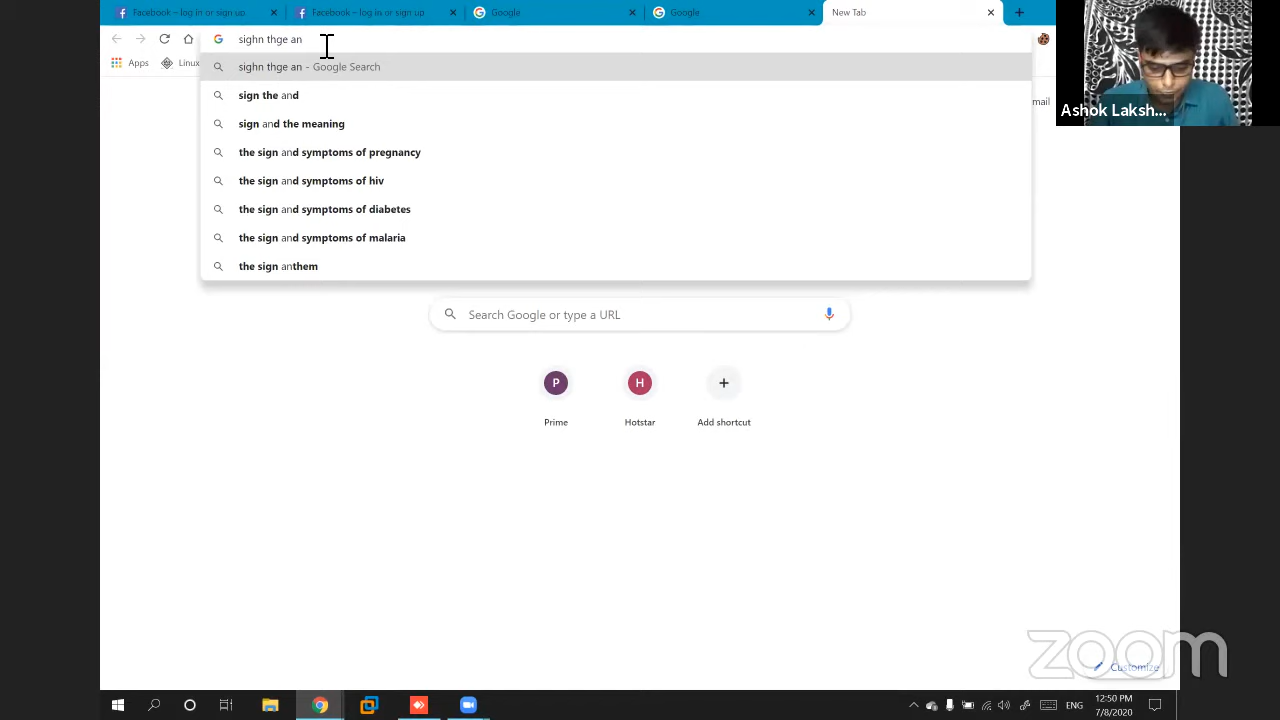 Facebook – log in or sign up
Facebook – log in or sign up
Google
Google
New Tab
sighn thge an
Apps
Linux
mail
Ashok Laksh...
sighn thge an - Google Search
sign the and
sign and the meaning
the sign and symptoms of pregnancy
the sign and symptoms of hiv
the sign and symptoms of diabetes
the sign and symptoms of malaria
the sign anthem
Search Google or type a URL
P
H
Prime
Hotstar
Add shortcut
zoom
Customize
ENG
12:50 PM
7/8/2020